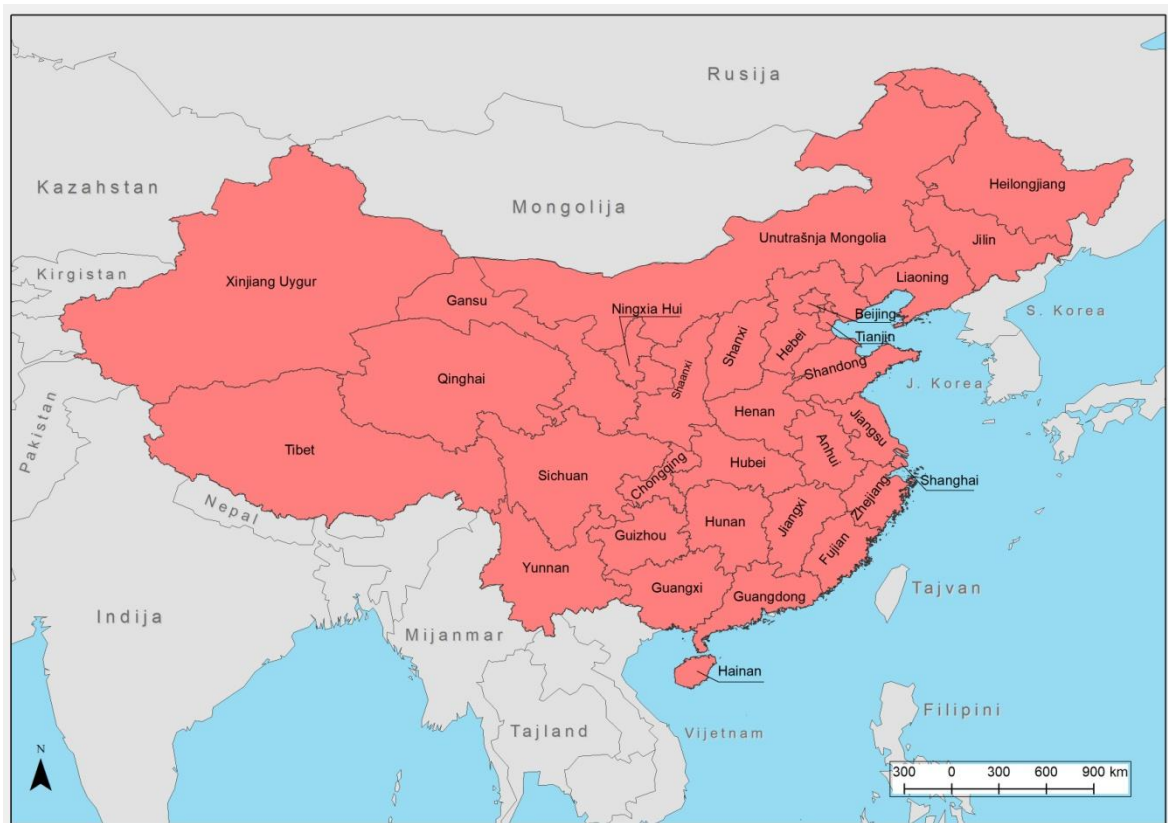 Rusija
Kazahstan
Mongolija
Heilongjiang
Unutrašnja Mongolia
Jilin
Kirgistan
Xinjiang Uygur
Liaoning
Gansu
Ningxia Hui
Beijing
S. Korea
Tianjin
Shanxi
Hebei
Shandong
Qinghai
Shaanxi
J. Korea
Pakistan
Henan
Jiangsu
Tibet
Anhui
Sichuan
Chongqing
Hubei
Shanghai
Zhejiang
Nepal
Hunan
Jiangxi
Guizhou
Fujian
Yunnan
Guangxi
Guangdong
Tajvan
Indija
Mijanmar
Hainan
Filipini
Tajland
Vijetnam
N
300 0 300 600 900 km